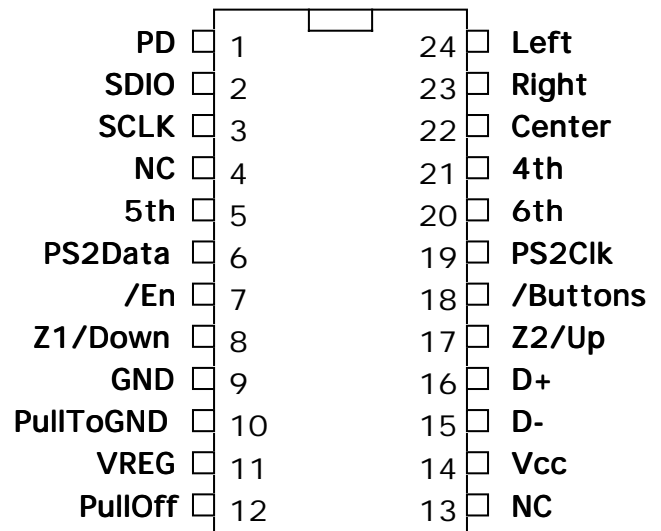 PD 1 24 Left
SDIO 2 23 Right
SCLK 3 22 Center
NC 4 21 4th
5th 5 20 6th
PS2Data 6 19 PS2Clk
/En 7 18 /Buttons
Z1/Down 8 17 Z2/Up
GND 9 16 D+
PullToGND 10 15 D-
VREG 11 14 Vcc
PullOff 12 13 NC